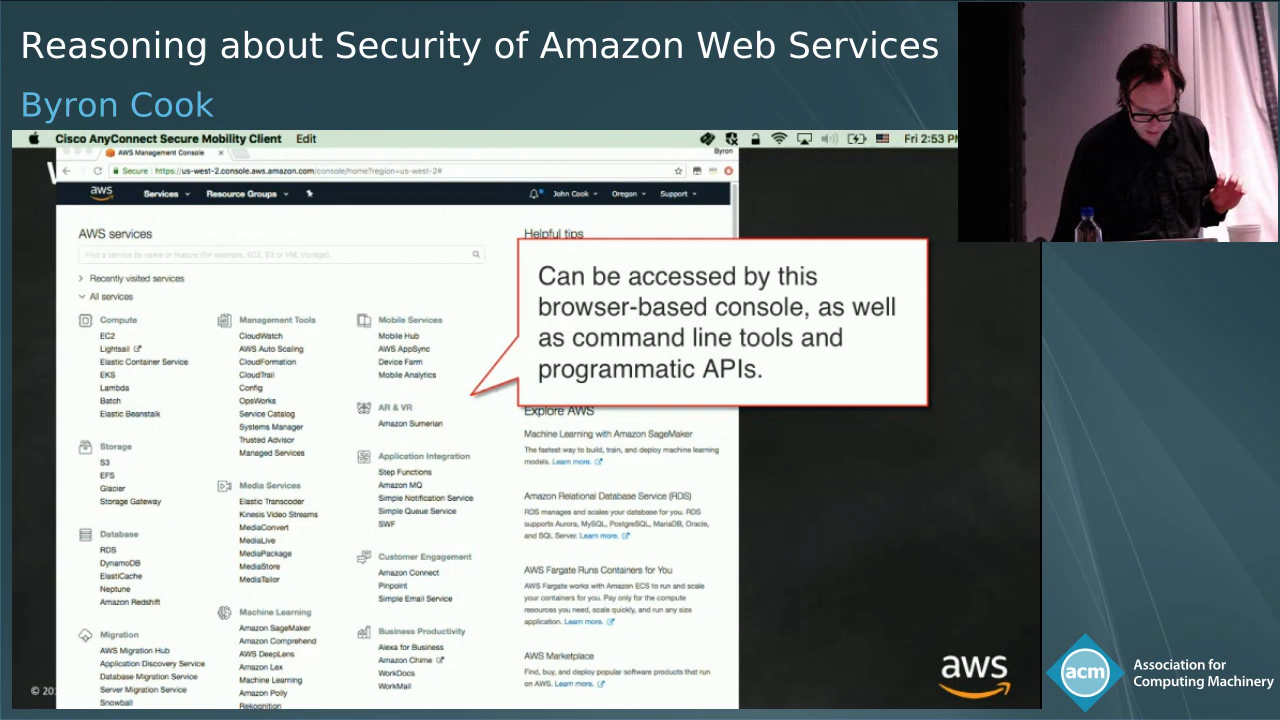 Reasoning about Security of Amazon Web Services
Byron Cook
Cisco AnyConnect Secure Mobility Client Edit
Fri 2:53 P
AWS Management Console
Byron
Secure https://us-west-2.console.aws.amazon.com/console/home?region=us-west-2#
aws Services Resource Groups John Cook Oregon Support
AWS services
Find a service by name or feature (for example, EC2, S3 or VM, storage).
Recently visited services
All services
Compute
EC2
Lightsail
Elastic Container Service
EKS
Lambda
Batch
Elastic Beanstalk
Storage
S3
EFS
Glacier
Storage Gateway
Database
RDS
DynamoDB
ElastiCache
Neptune
Amazon Redshift
Migration
AWS Migration Hub
Application Discovery Service
Database Migration Service
Server Migration Service
Snowball
Management Tools
CloudWatch
AWS Auto Scaling
CloudFormation
CloudTrail
Config
OpsWorks
Service Catalog
Systems Manager
Trusted Advisor
Managed Services
Media Services
Elastic Transcoder
Kinesis Video Streams
MediaConvert
MediaLive
MediaPackage
MediaStore
MediaTailor
Machine Learning
Amazon SageMaker
Amazon Comprehend
AWS DeepLens
Amazon Lex
Machine Learning
Amazon Polly
Rekognition
Mobile Services
Mobile Hub
AWS AppSync
Device Farm
Mobile Analytics
AR & VR
Amazon Sumerian
Application Integration
Step Functions
Amazon MQ
Simple Notification Service
Simple Queue Service
SWF
Customer Engagement
Amazon Connect
Pinpoint
Simple Email Service
Business Productivity
Alexa for Business
Amazon Chime
WorkDocs
WorkMail
Helpful tips
Can be accessed by this
browser-based console, as well
as command line tools and
programmatic APIs.
Explore AWS
Machine Learning with Amazon SageMaker
The fastest way to build, train, and deploy machine learning
models. Learn more.
Amazon Relational Database Service (RDS)
RDS manages and scales your database for you. RDS
supports Aurora, MySQL, PostgreSQL, MariaDB, Oracle,
and SQL Server. Learn more.
AWS Fargate Runs Containers for You
AWS Fargate works with Amazon ECS to run and scale
your containers for you. Pay only for the compute
resources you need, scale quickly, and run any size
application. Learn more.
AWS Marketplace
Find, buy, and deploy popular software products that run
on AWS. Learn more.
© 20
aws
acm
Association for
Computing Machinery